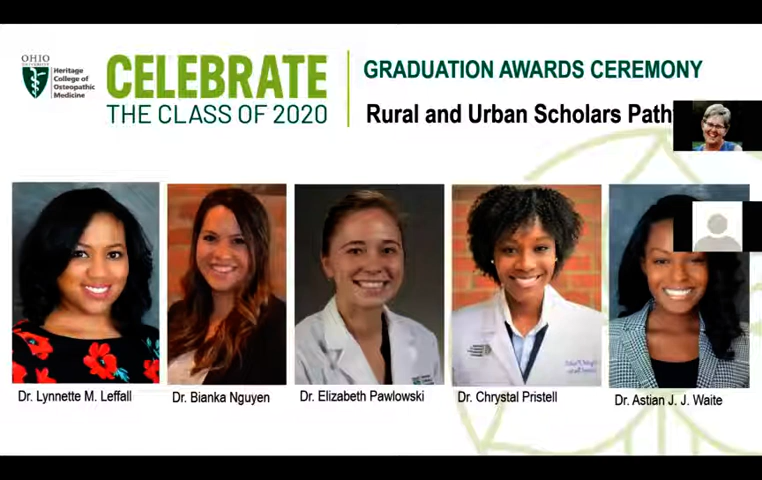 OHIO
UNIVERSITY
Heritage
College of
Osteopathic
Medicine
CELEBRATE
THE CLASS OF 2020
GRADUATION AWARDS CEREMONY
Rural and Urban Scholars Path
Dr. Lynnette M. Leffall
Dr. Bianka Nguyen
Dr. Elizabeth Pawlowski
Dr. Chrystal Pristell
Dr. Astian J. J. Waite